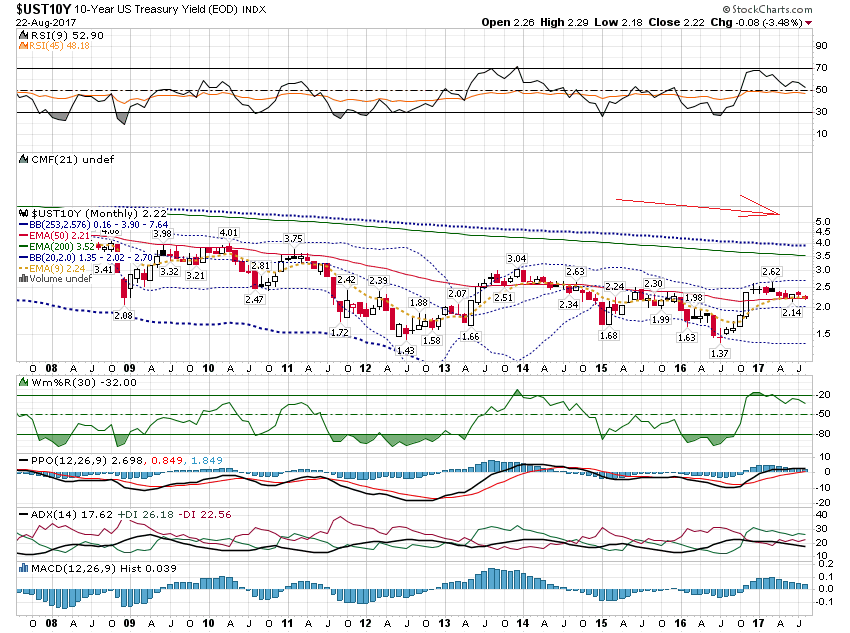 $UST10Y 10-Year US Treasury Yield (EOD) INDX
© StockCharts.com
22-Aug-2017
Open 2.26 High 2.29 Low 2.18 Close 2.22 Chg -0.08 (-3.48%)
RSI(9) 52.90
RSI(45) 48.18
90
70
50
30
10
CMF(21) undef
$UST10Y (Monthly) 2.22
BB(253,2.576) 0.16 - 3.90 - 7.64
EMA(50) 2.21
EMA(200) 3.52
BB(20,2.0) 1.35 - 2.02 - 2.70
EMA(9) 2.24
Volume undef
5.0
4.5
4.0
3.5
3.0
2.5
2.0
1.5
4.08
3.41
2.08
3.98
3.32
3.21
4.01
2.47
2.81
3.75
1.72
2.42
2.39
1.43
1.88
1.58
2.07
1.66
2.51
3.04
2.34
2.63
1.68
2.24
2.30
1.99
1.98
1.63
1.37
2.62
2.14
O 08 A J O 09 A J O 10 A J O 11 A J O 12 A J O 13 A J O 14 A J O 15 A J O 16 A J O 17 A J
Wm%R(30) -32.00
-20
-50
-80
PPO(12,26,9) 2.698, 0.849, 1.849
10
0
-10
-20
ADX(14) 17.62 +DI 26.18 -DI 22.56
40
30
20
10
MACD(12,26,9) Hist 0.039
0.2
0.1
0.0
-0.1
O 08 A J O 09 A J O 10 A J O 11 A J O 12 A J O 13 A J O 14 A J O 15 A J O 16 A J O 17 A J